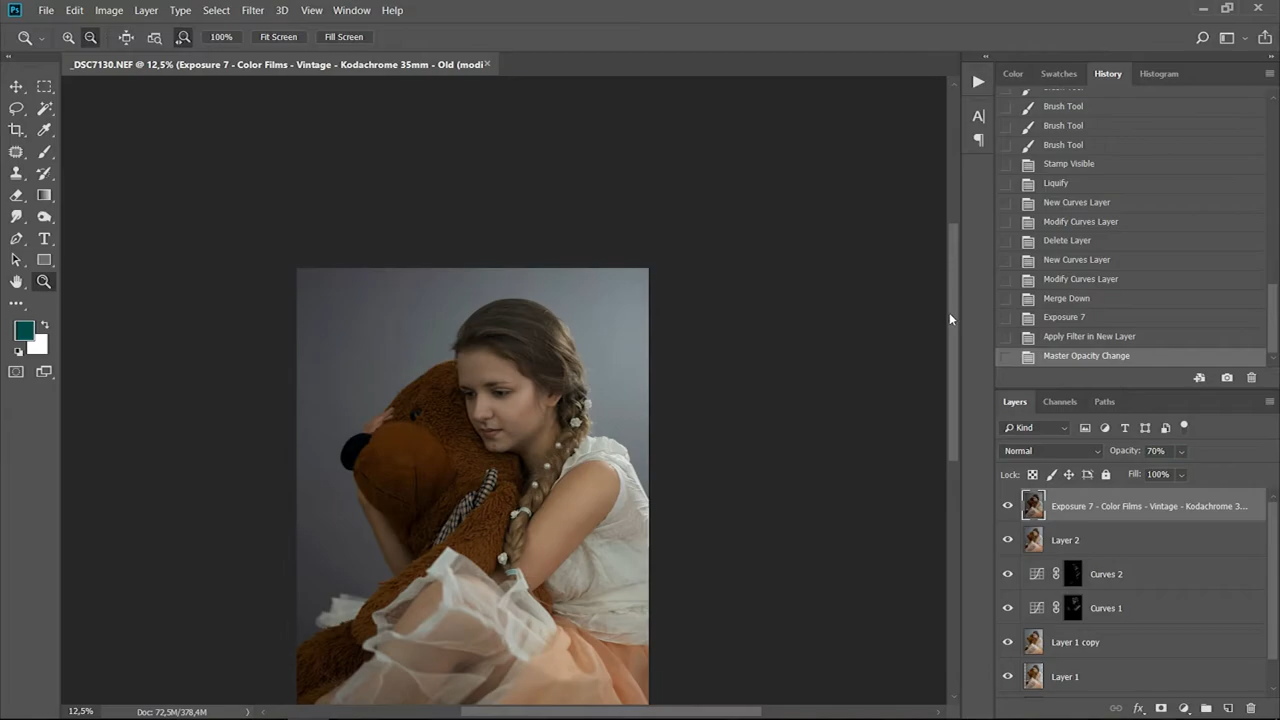 Ps File Edit Image Layer Type Select Filter 3D View Window Help
100% Fit Screen Fill Screen
_DSC7130.NEF @ 12,5% (Exposure 7 - Color Films - Vintage - Kodachrome 35mm - Old (modi
Color Swatches History Histogram
Brush Tool
Brush Tool
Brush Tool
Brush Tool
Stamp Visible
Liquify
New Curves Layer
Modify Curves Layer
Delete Layer
New Curves Layer
Modify Curves Layer
Merge Down
Exposure 7
Apply Filter in New Layer
Master Opacity Change
Layers Channels Paths
Kind
Normal Opacity: 70%
Lock: Fill: 100%
Exposure 7 - Color Films - Vintage - Kodachrome 3...
Layer 2
Curves 2
Curves 1
Layer 1 copy
Layer 1
12,5% Doc: 72,5M/378,4M